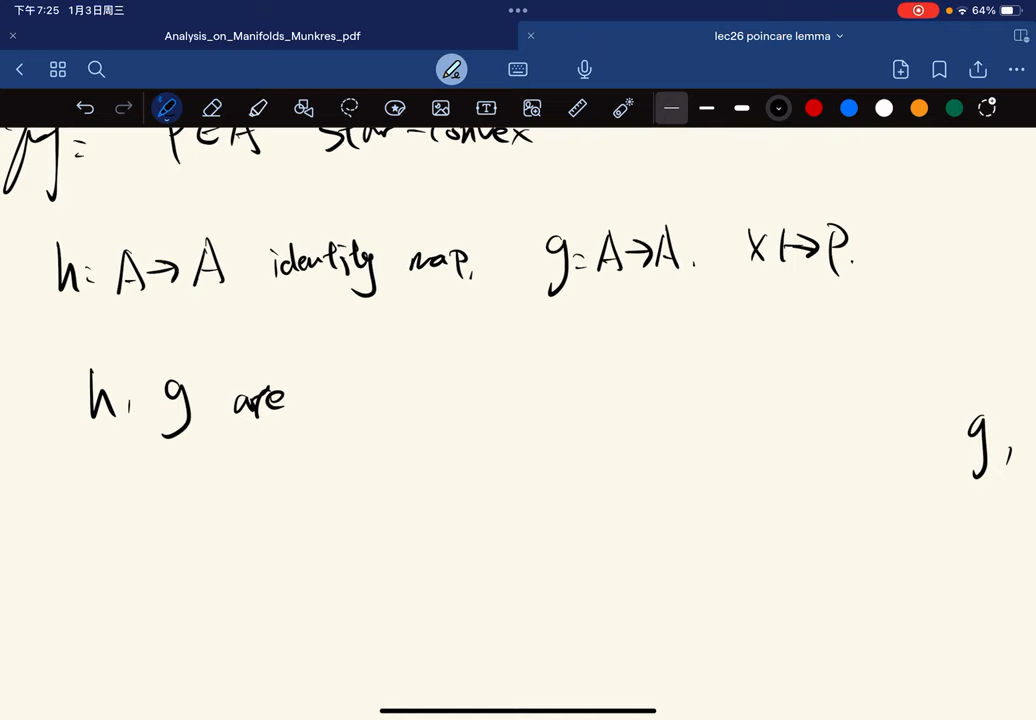 下午7:25 1月3日周三
64%
Analysis_on_Manifolds_Munkres_pdf
lec26 poincare lemma
P∈A star-convex
h: A→A identity map, g: A→A. x↦P.
h, g are
g,